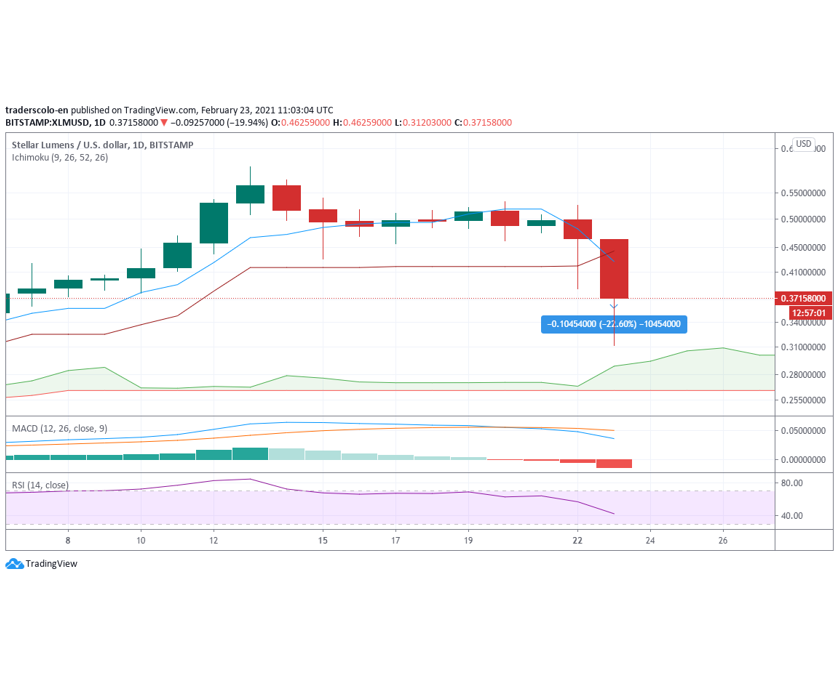 traderscolo-en published on TradingView.com, February 23, 2021 11:03:04 UTC
BITSTAMP:XLMUSD, 1D 0.37158000 ▼ −0.09257000 (−19.94%) O:0.46259000 H:0.46259000 L:0.31203000 C:0.37158000
Stellar Lumens / U.S. dollar, 1D, BITSTAMP
Ichimoku (9, 26, 52, 26)
USD
0.55000000
0.50000000
0.45000000
0.41000000
0.37158000
12:57:01
0.34000000
0.31000000
0.28000000
0.25500000
−0.10454000 (−22.60%) −10454000
MACD (12, 26, close, 9)
0.05000000
0.00000000
RSI (14, close)
80.00
40.00
8 10 12 15 17 19 22 24 26
TradingView